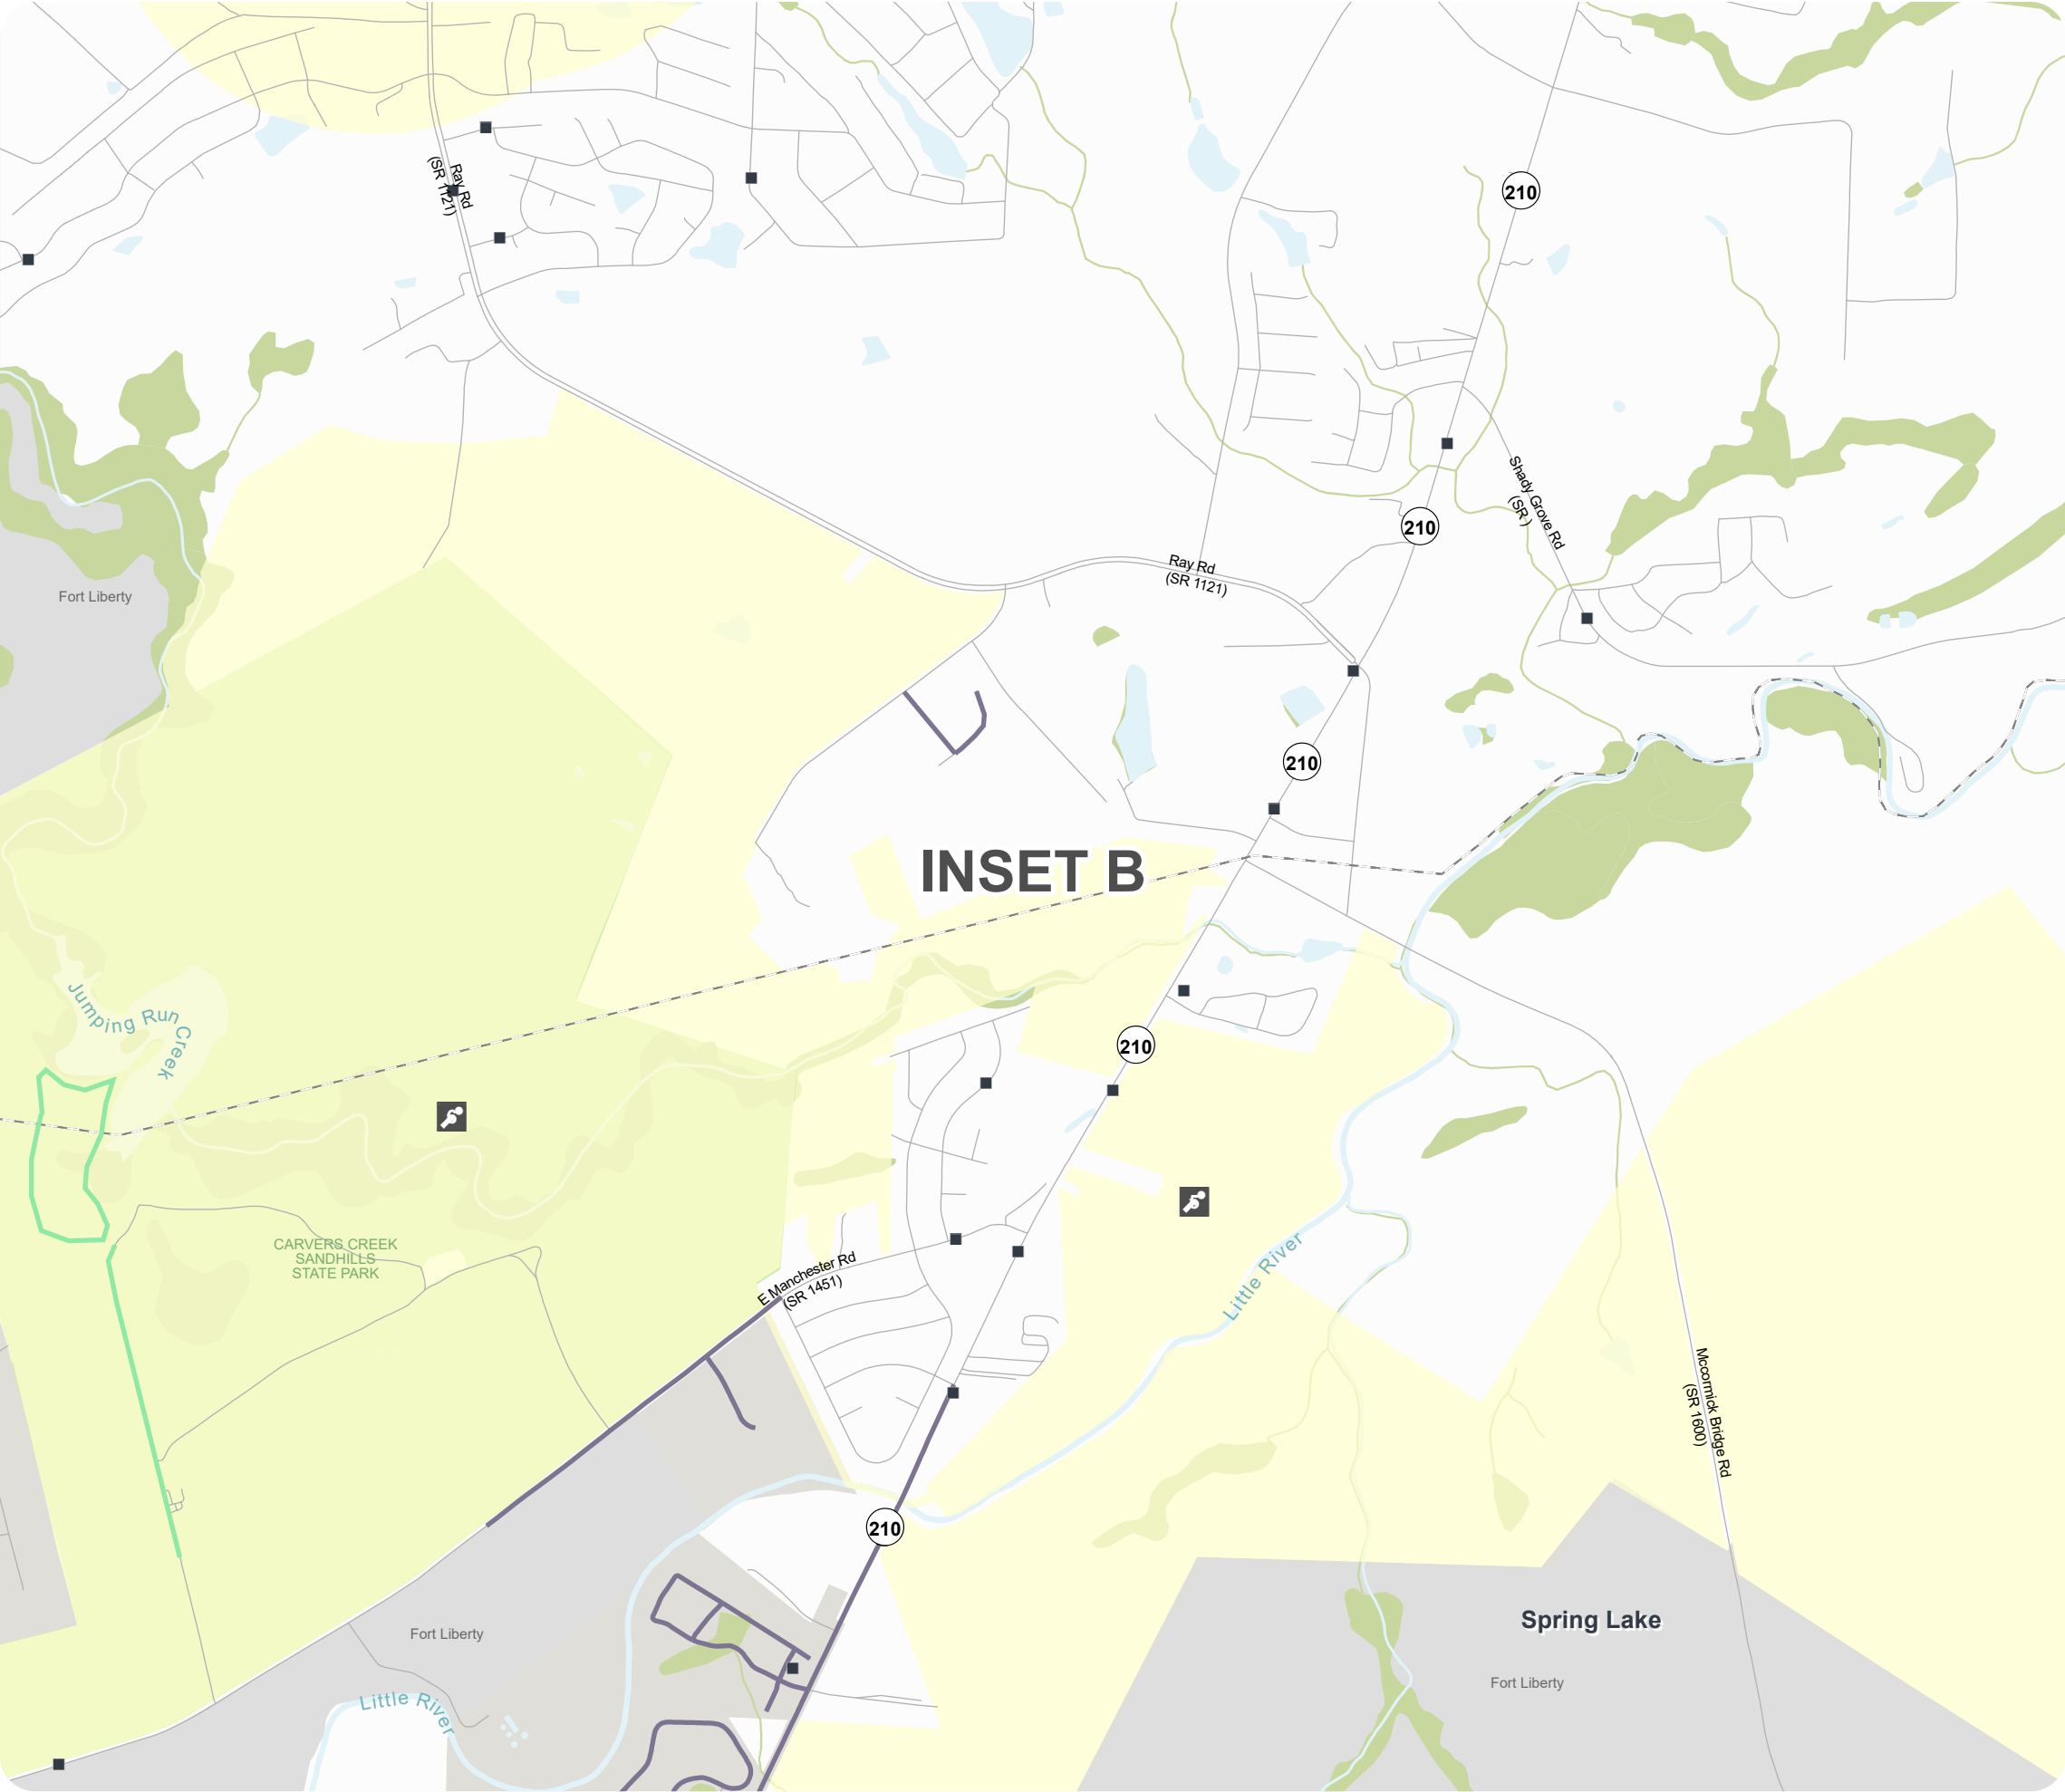 Ray Rd
(SR 1121)
210
Shady Grove Rd
(SR )
210
Ray Rd
(SR 1121)
Fort Liberty
210
INSET B
Jumping Run Creek
210
CARVERS CREEK
SANDHILLS
STATE PARK
E Manchester Rd
(SR 1451)
Little River
Mccormick Bridge Rd
(SR 1600)
210
Spring Lake
Fort Liberty
Fort Liberty
Little River